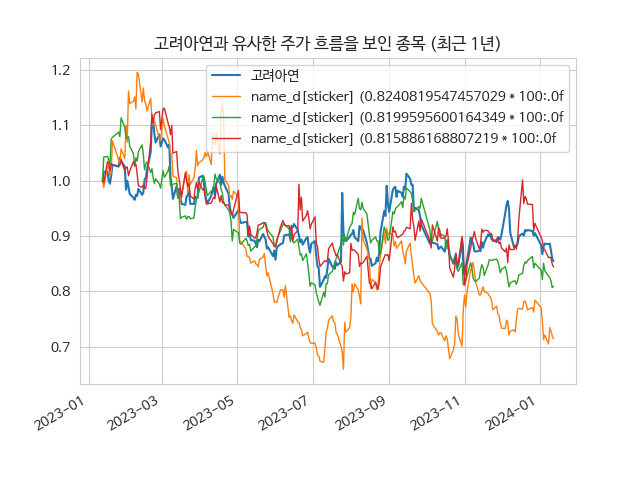 고려아연과 유사한 주가 흐름을 보인 종목 (최근 1년)
고려아연
name_d[sticker] (0.8240819547457029 * 100:.0f
name_d[sticker] (0.8199595600164349 * 100:.0f
name_d[sticker] (0.815886168807219 * 100:.0f
1.2
1.1
1.0
0.9
0.8
0.7
2023-01
2023-03
2023-05
2023-07
2023-09
2023-11
2024-01